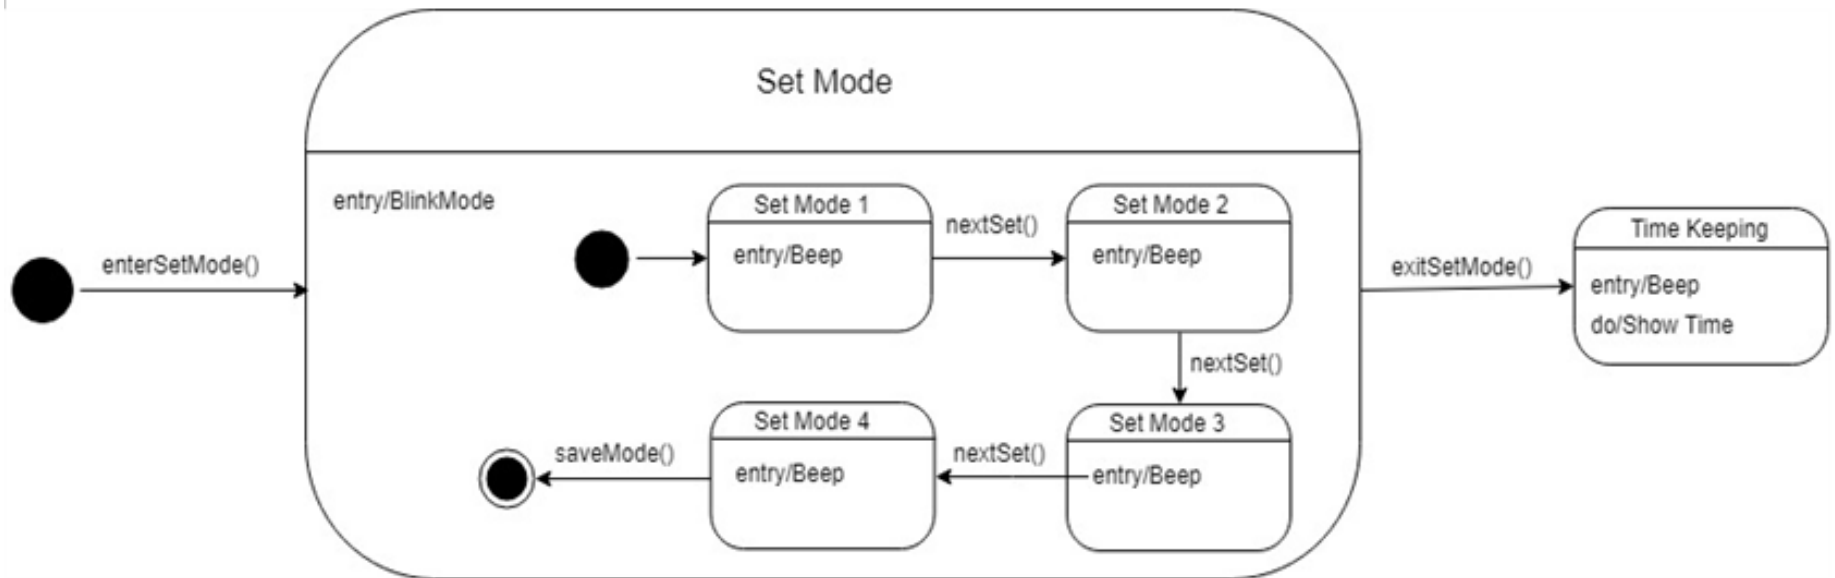 Set Mode
entry/BlinkMode
enterSetMode()
Set Mode 1
entry/Beep
nextSet()
Set Mode 2
entry/Beep
nextSet()
Set Mode 3
entry/Beep
nextSet()
Set Mode 4
entry/Beep
saveMode()
exitSetMode()
Time Keeping
entry/Beep
do/Show Time